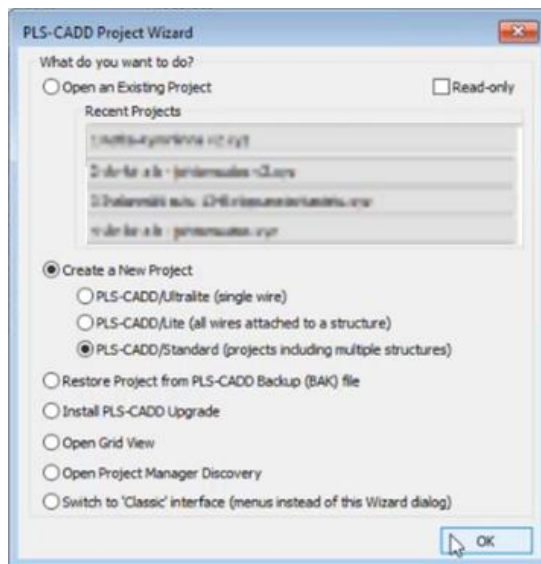 PLS-CADD Project Wizard
What do you want to do?
Open an Existing Project
Read-only
Recent Projects
Create a New Project
PLS-CADD/Ultralite (single wire)
PLS-CADD/Lite (all wires attached to a structure)
PLS-CADD/Standard (projects including multiple structures)
Restore Project from PLS-CADD Backup (BAK) file
Install PLS-CADD Upgrade
Open Grid View
Open Project Manager Discovery
Switch to 'Classic' interface (menus instead of this Wizard dialog)
OK